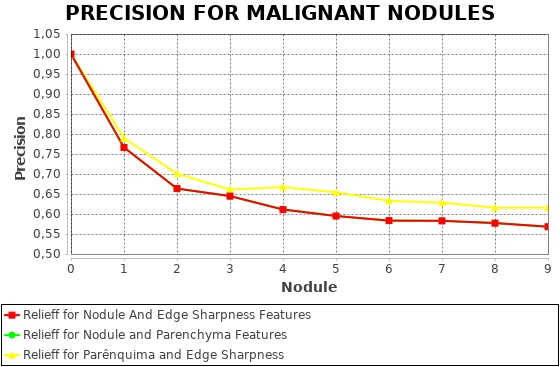 PRECISION FOR MALIGNANT NODULES
1,05
1,00
0,95
0,90
0,85
0,80
0,75
0,70
0,65
0,60
0,55
0,50
Precision
0 1 2 3 4 5 6 7 8 9
Nodule
Relieff for Nodule And Edge Sharpness Features
Relieff for Nodule and Parenchyma Features
Relieff for Parênquima and Edge Sharpness